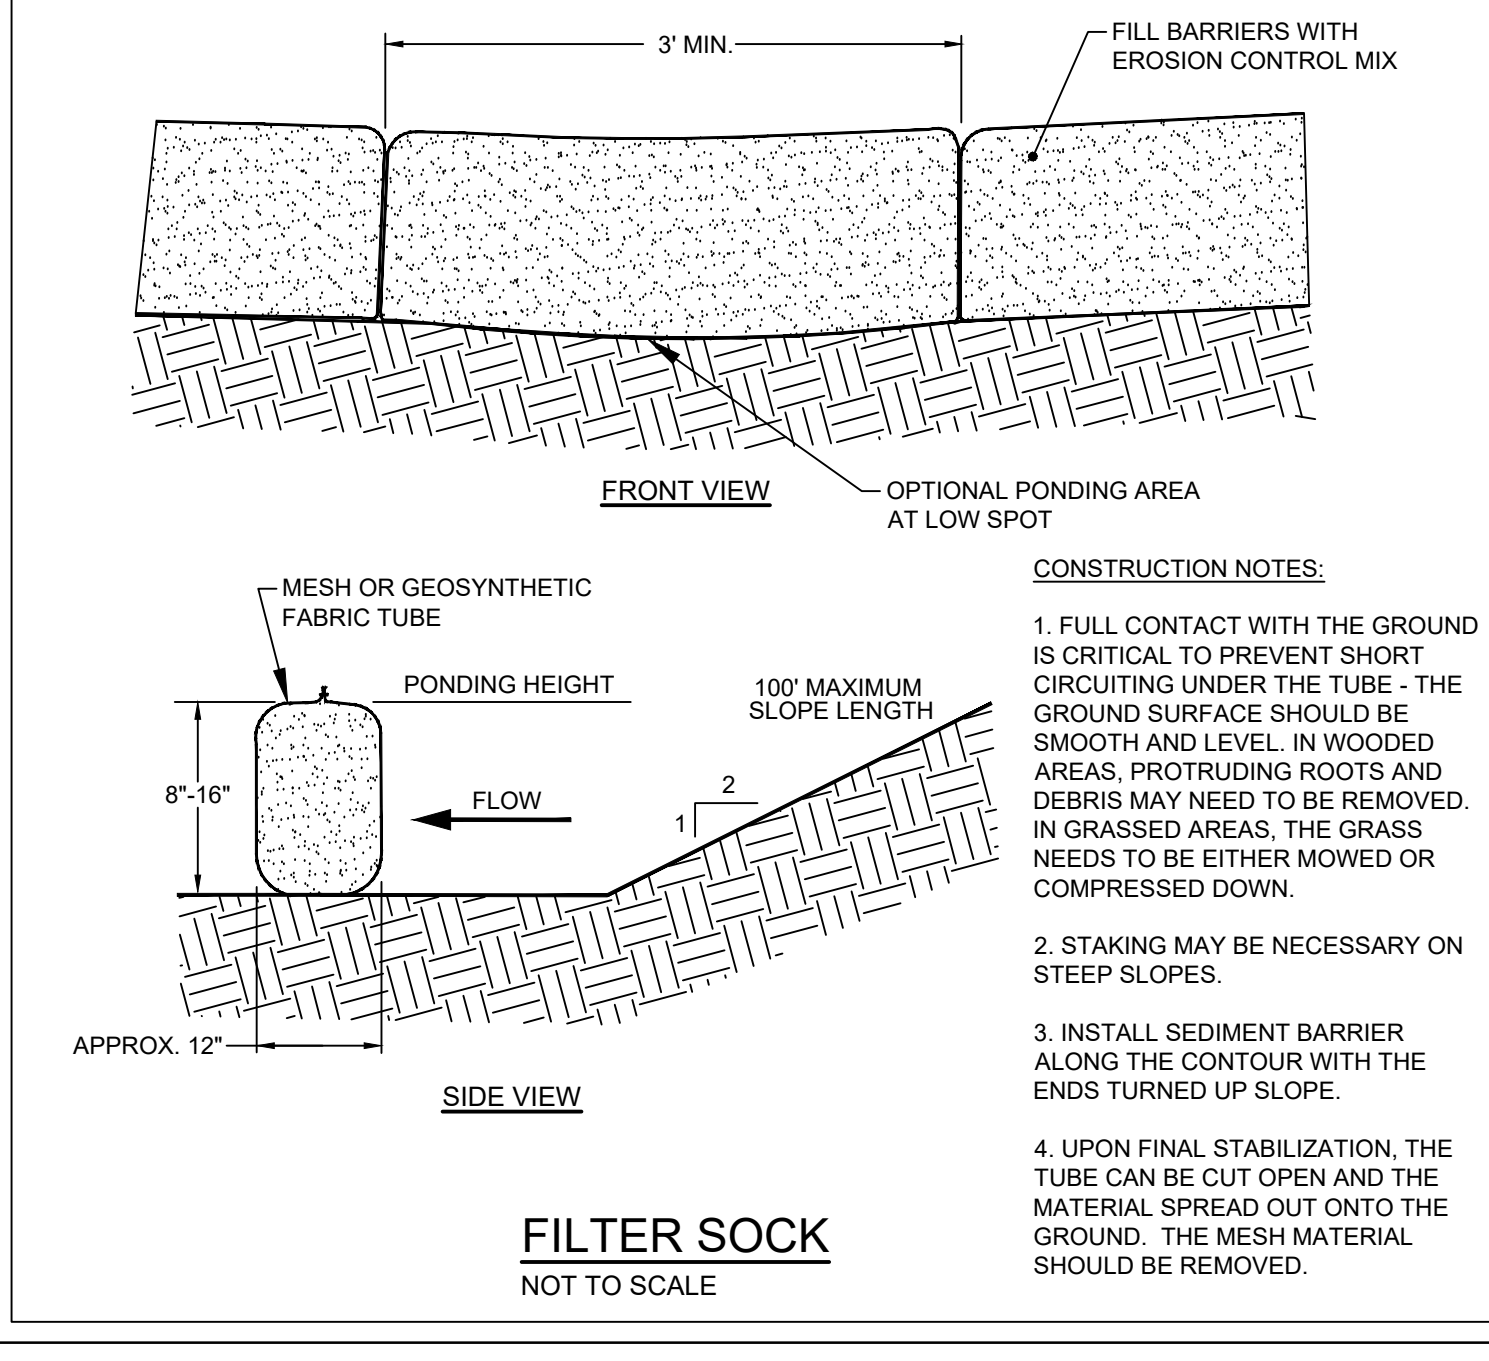 3' MIN.
FILL BARRIERS WITH
EROSION CONTROL MIX
FRONT VIEW
OPTIONAL PONDING AREA
AT LOW SPOT
MESH OR GEOSYNTHETIC
FABRIC TUBE
PONDING HEIGHT
100' MAXIMUM
SLOPE LENGTH
8"-16"
FLOW
2
1
APPROX. 12"
SIDE VIEW
CONSTRUCTION NOTES:
1. FULL CONTACT WITH THE GROUND
IS CRITICAL TO PREVENT SHORT
CIRCUITING UNDER THE TUBE - THE
GROUND SURFACE SHOULD BE
SMOOTH AND LEVEL. IN WOODED
AREAS, PROTRUDING ROOTS AND
DEBRIS MAY NEED TO BE REMOVED.
IN GRASSED AREAS, THE GRASS
NEEDS TO BE EITHER MOWED OR
COMPRESSED DOWN.
2. STAKING MAY BE NECESSARY ON
STEEP SLOPES.
3. INSTALL SEDIMENT BARRIER
ALONG THE CONTOUR WITH THE
ENDS TURNED UP SLOPE.
4. UPON FINAL STABILIZATION, THE
TUBE CAN BE CUT OPEN AND THE
MATERIAL SPREAD OUT ONTO THE
GROUND.  THE MESH MATERIAL
SHOULD BE REMOVED.
FILTER SOCK
NOT TO SCALE